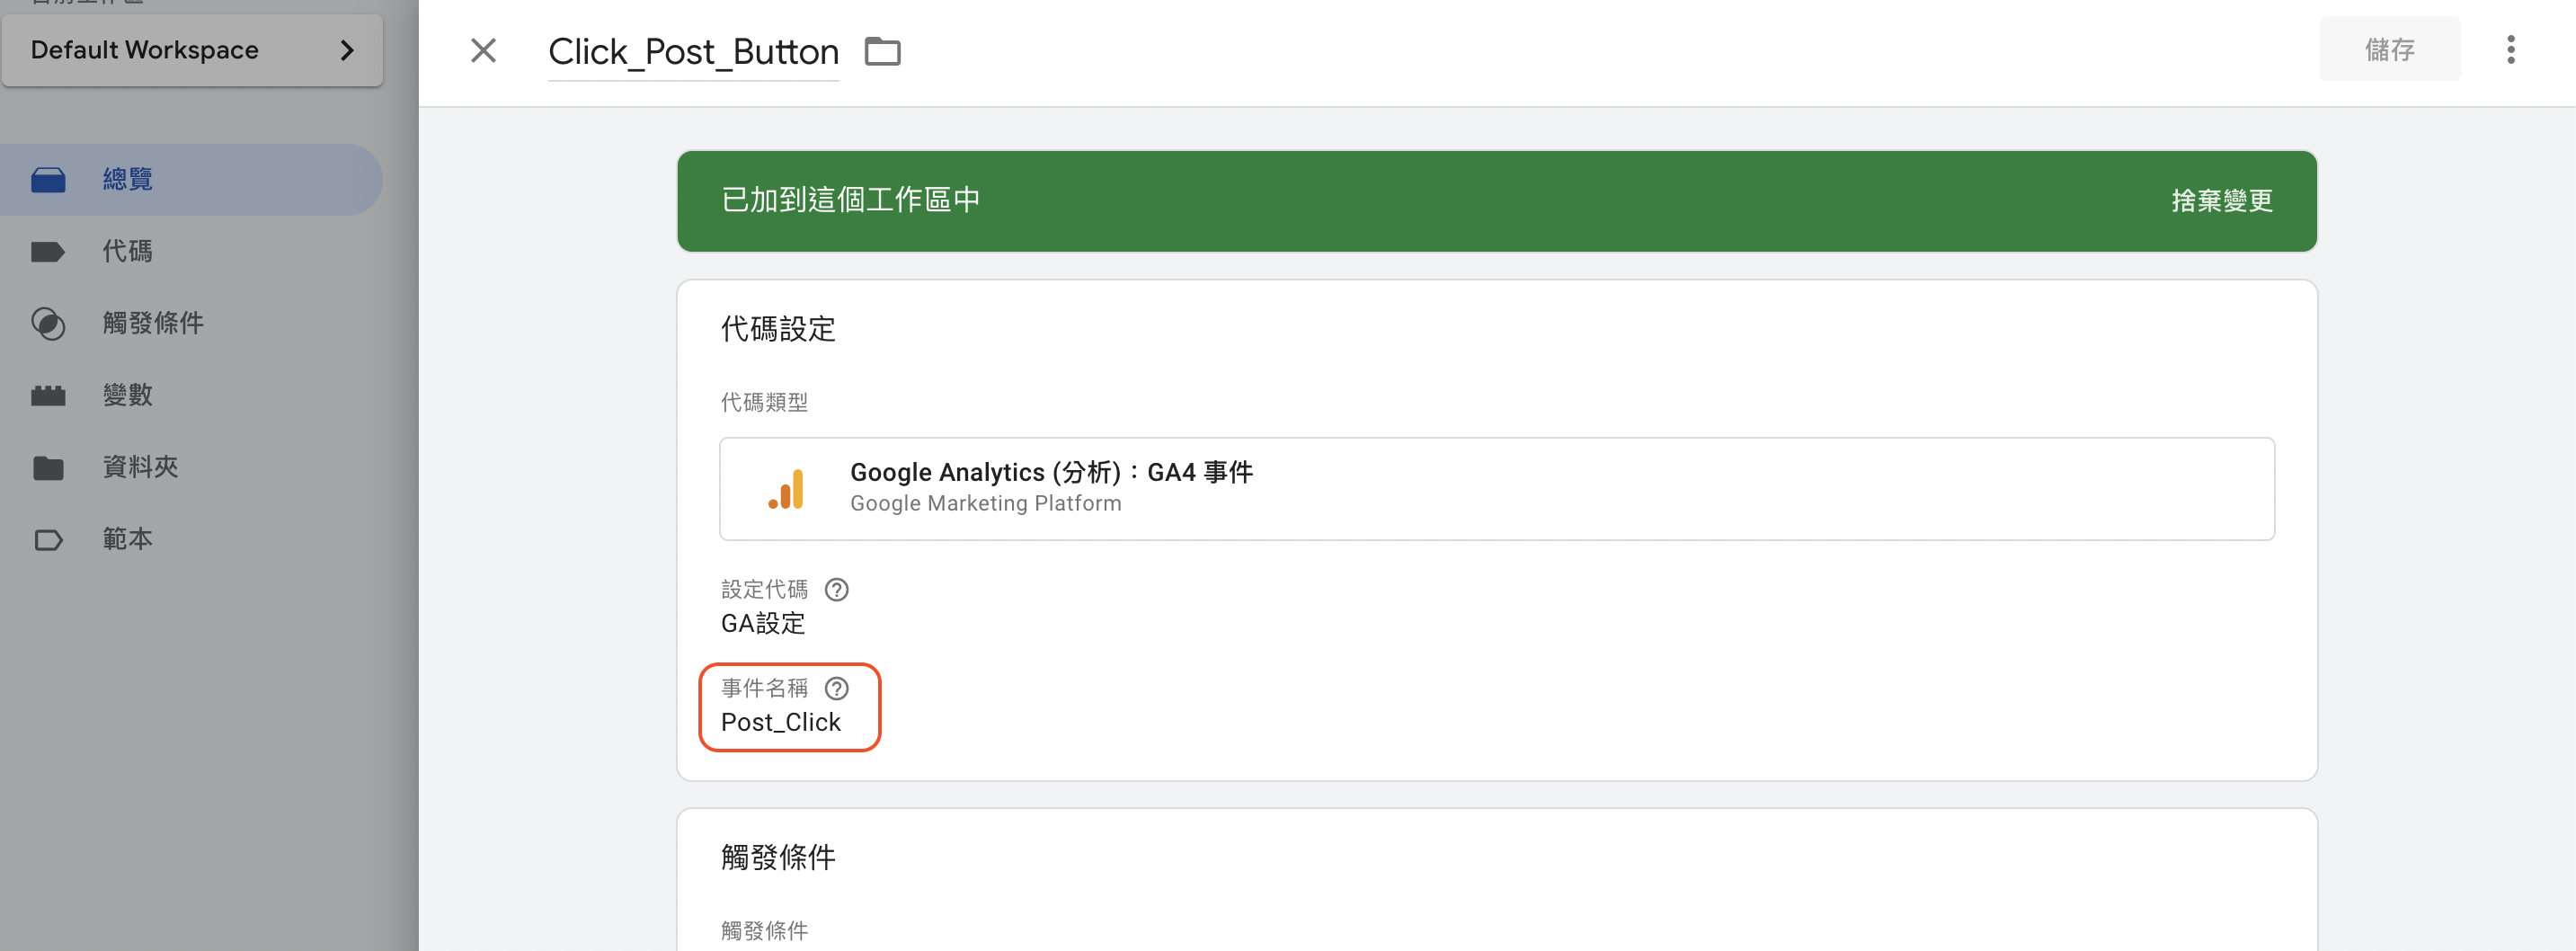 Default Workspace
總覽
代碼
觸發條件
變數
資料夾
範本
Click_Post_Button
儲存
已加到這個工作區中
捨棄變更
代碼設定
代碼類型
Google Analytics (分析)：GA4 事件
Google Marketing Platform
設定代碼
GA設定
事件名稱
Post_Click
觸發條件
觸發條件